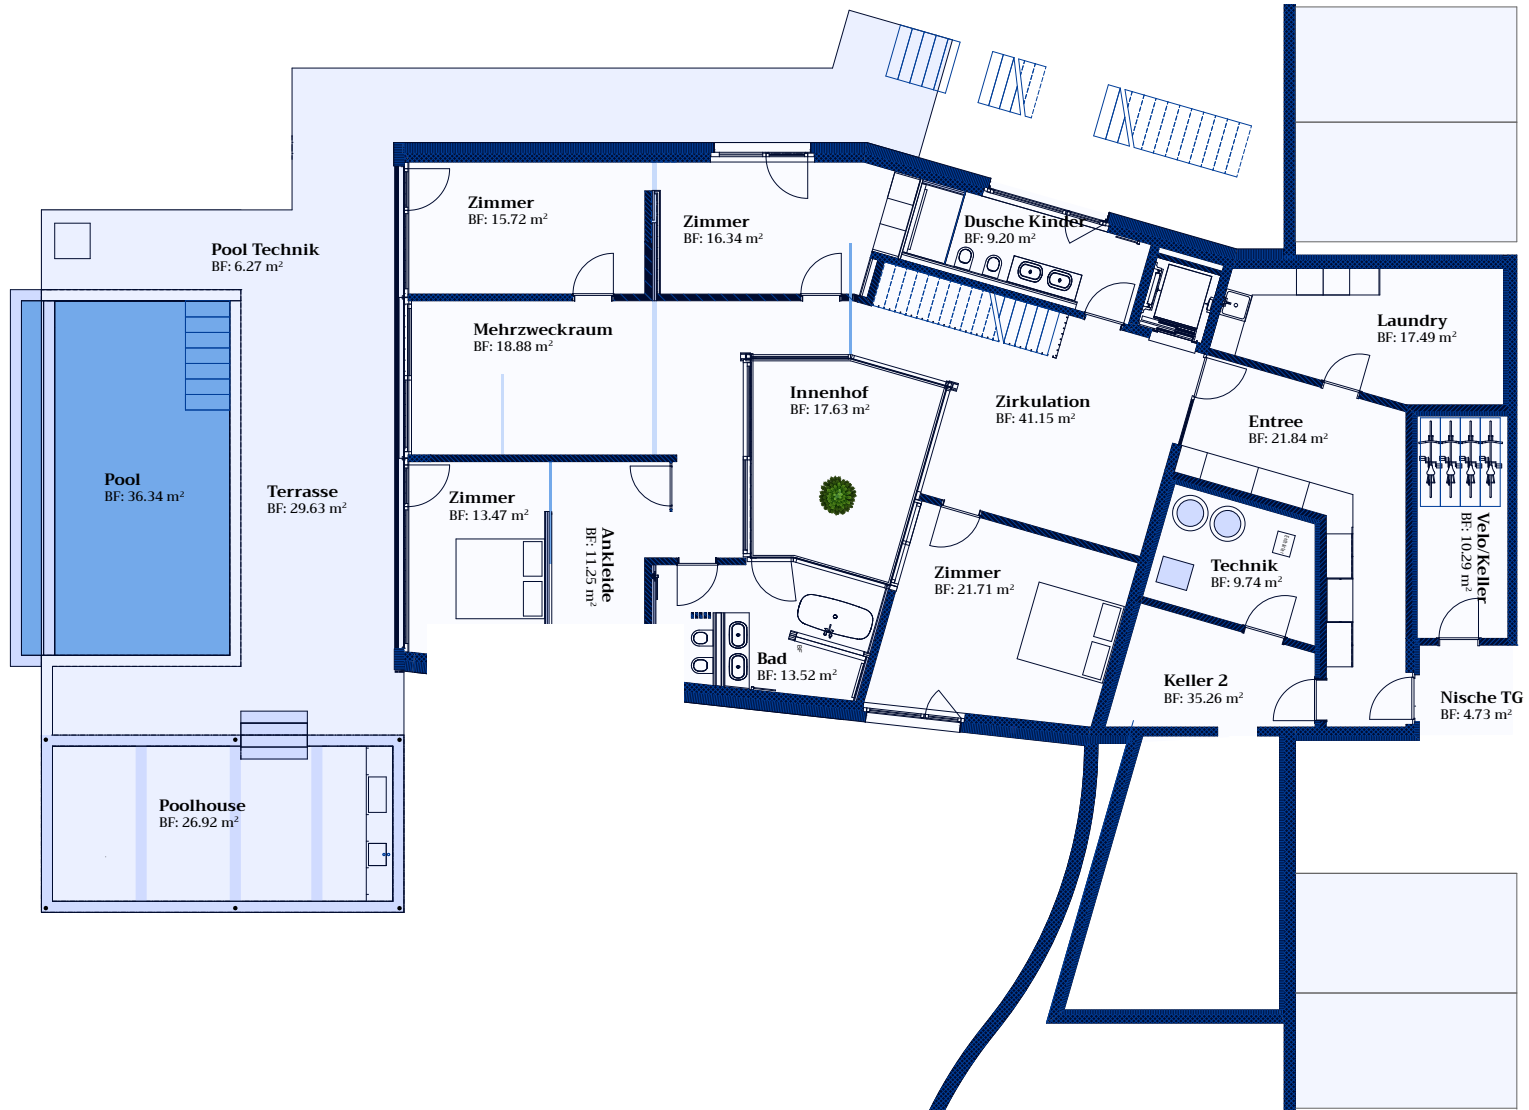 Zimmer
BF: 15.72 m²
Zimmer
BF: 16.34 m²
Dusche Kinder
BF: 9.20 m²
Pool Technik
BF: 6.27 m²
Mehrzweckraum
BF: 18.88 m²
Laundry
BF: 17.49 m²
Innenhof
BF: 17.63 m²
Zirkulation
BF: 41.15 m²
Entree
BF: 21.84 m²
Pool
BF: 36.34 m²
Terrasse
BF: 29.63 m²
Zimmer
BF: 13.47 m²
Ankleide
BF: 11.25 m²
Zimmer
BF: 21.71 m²
Technik
BF: 9.74 m²
Velo/Keller
BF: 10.29 m²
Bad
BF: 13.52 m²
BF
Keller 2
BF: 35.26 m²
Nische TG
BF: 4.73 m²
Poolhouse
BF: 26.92 m²